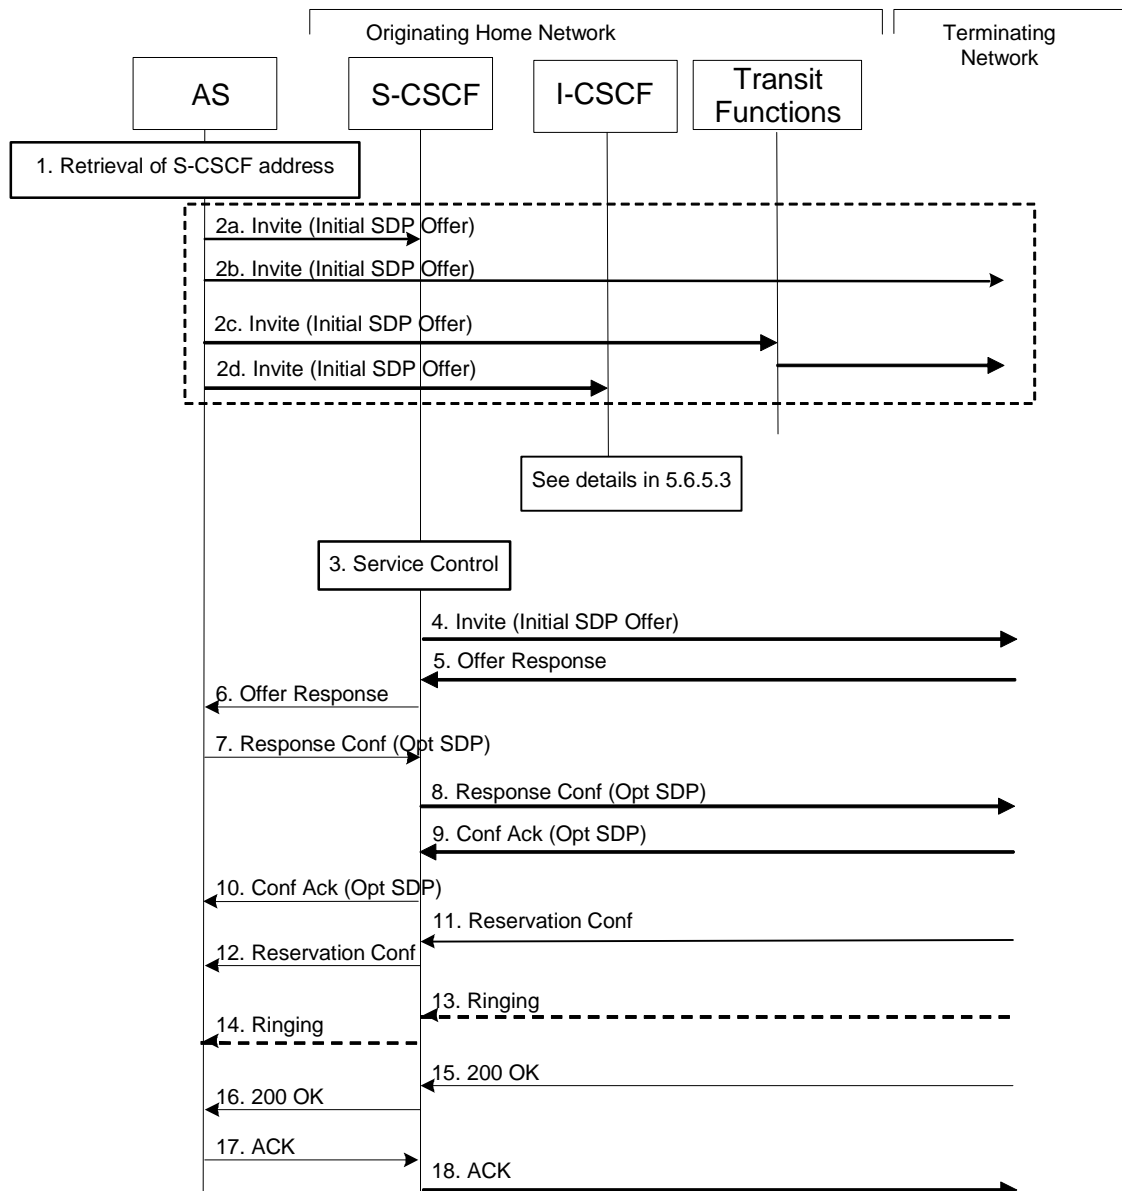 Originating Home Network
Terminating
Network
AS
S-CSCF
I-CSCF
Transit
Functions
1. Retrieval of S-CSCF address
2a. Invite (Initial SDP Offer)
2b. Invite (Initial SDP Offer)
2c. Invite (Initial SDP Offer)
2d. Invite (Initial SDP Offer)
See details in 5.6.5.3
3. Service Control
4. Invite (Initial SDP Offer)
5. Offer Response
6. Offer Response
7. Response Conf (Opt SDP)
8. Response Conf (Opt SDP)
9. Conf Ack (Opt SDP)
10. Conf Ack (Opt SDP)
11. Reservation Conf
12. Reservation Conf
13. Ringing
14. Ringing
15. 200 OK
16. 200 OK
17. ACK
18. ACK